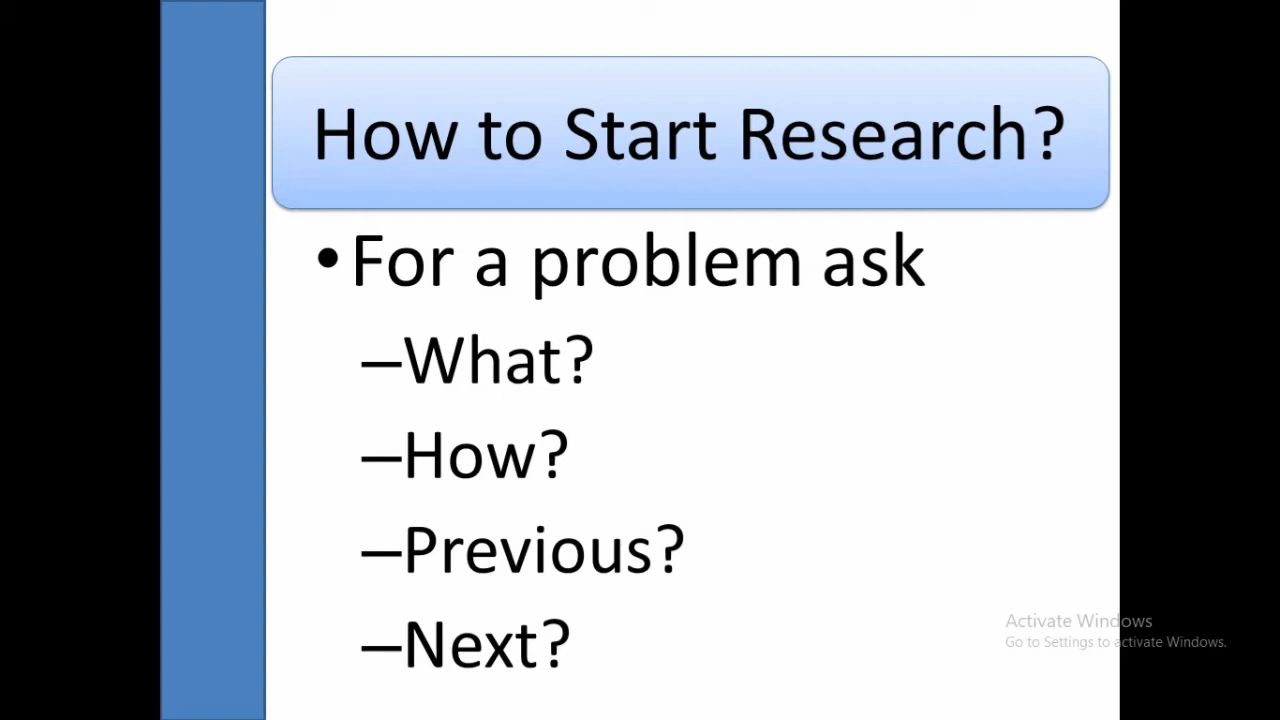 How to Start Research?
•For a problem ask
–What?
–How?
–Previous?
–Next?
Activate Windows
Go to Settings to activate Windows.